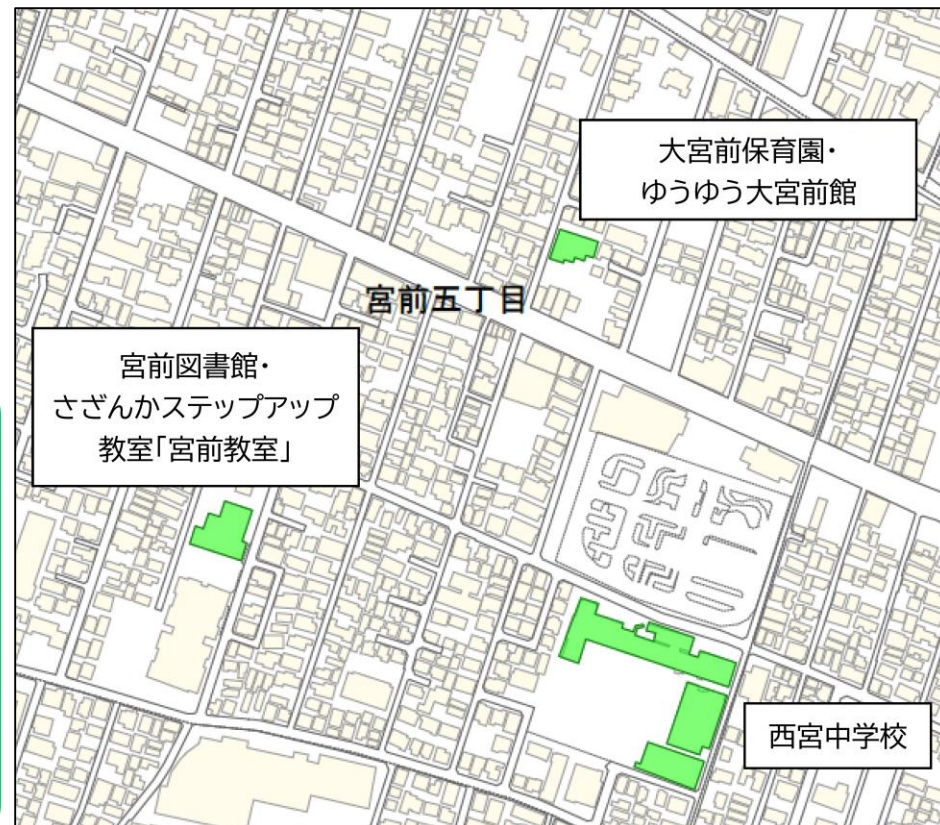 大宮前保育園・
ゆうゆう大宮前館
宮前五丁目
宮前図書館・
さざんかステップアップ
教室「宮前教室」
西宮中学校